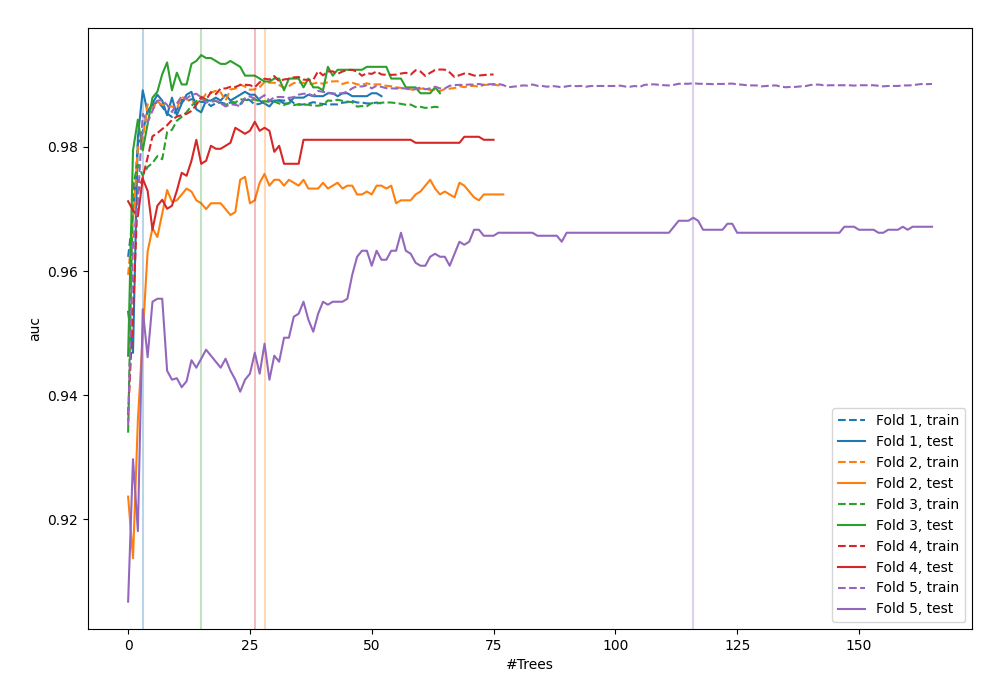 0.98
0.96
0.94
0.92
auc
0
25
50
75
100
125
150
#Trees
Fold 1, train
Fold 1, test
Fold 2, train
Fold 2, test
Fold 3, train
Fold 3, test
Fold 4, train
Fold 4, test
Fold 5, train
Fold 5, test